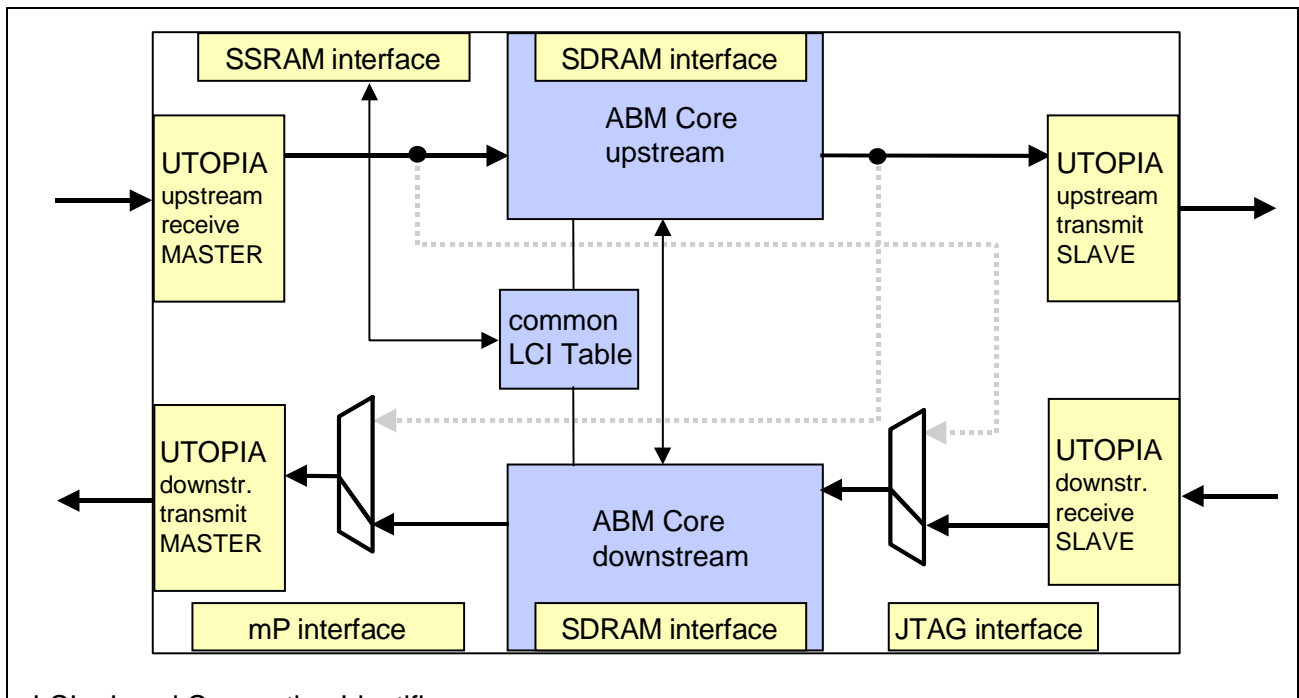 SSRAM interface
SDRAM interface
ABM Core
upstream
UTOPIA
upstream
receive
MASTER
UTOPIA
upstream
transmit
SLAVE
common
LCI Table
UTOPIA
downstr.
transmit
MASTER
ABM Core
downstream
UTOPIA
downstr.
receive
SLAVE
mP interface
SDRAM interface
JTAG interface